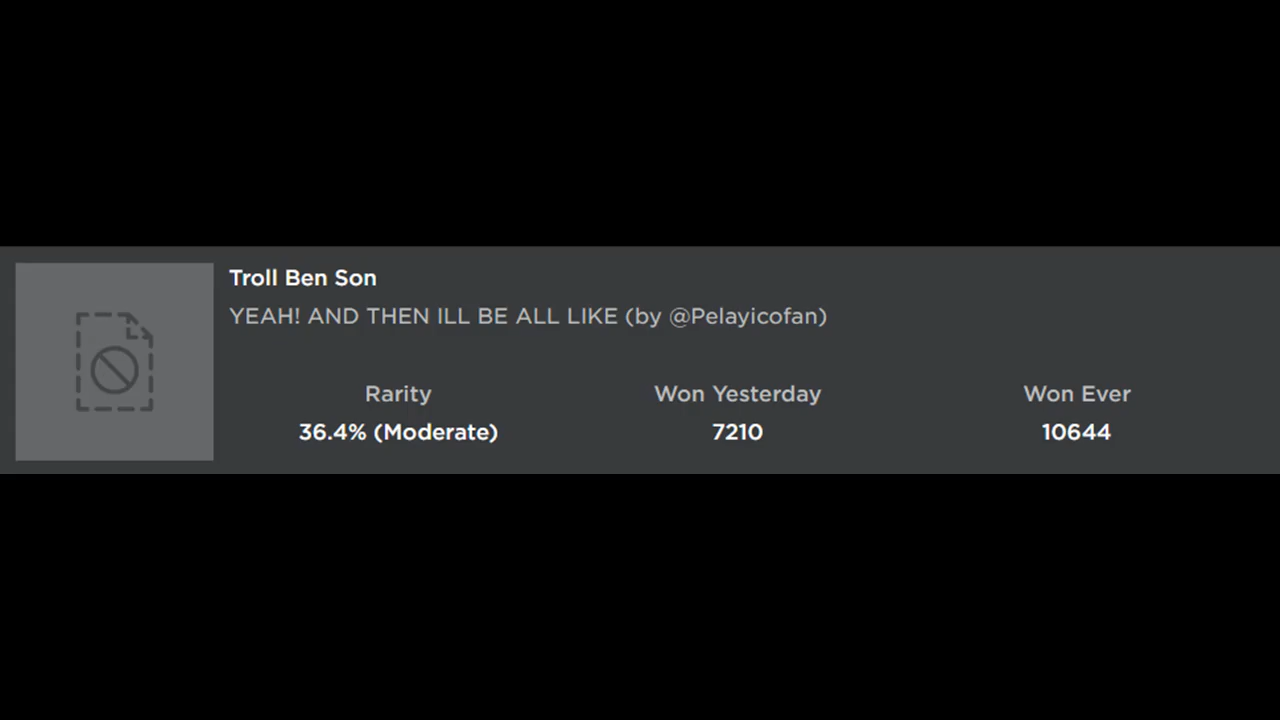 Troll Ben Son
YEAH! AND THEN ILL BE ALL LIKE (by @Pelayicofan)
Rarity Won Yesterday Won Ever
36.4% (Moderate) 7210 10644